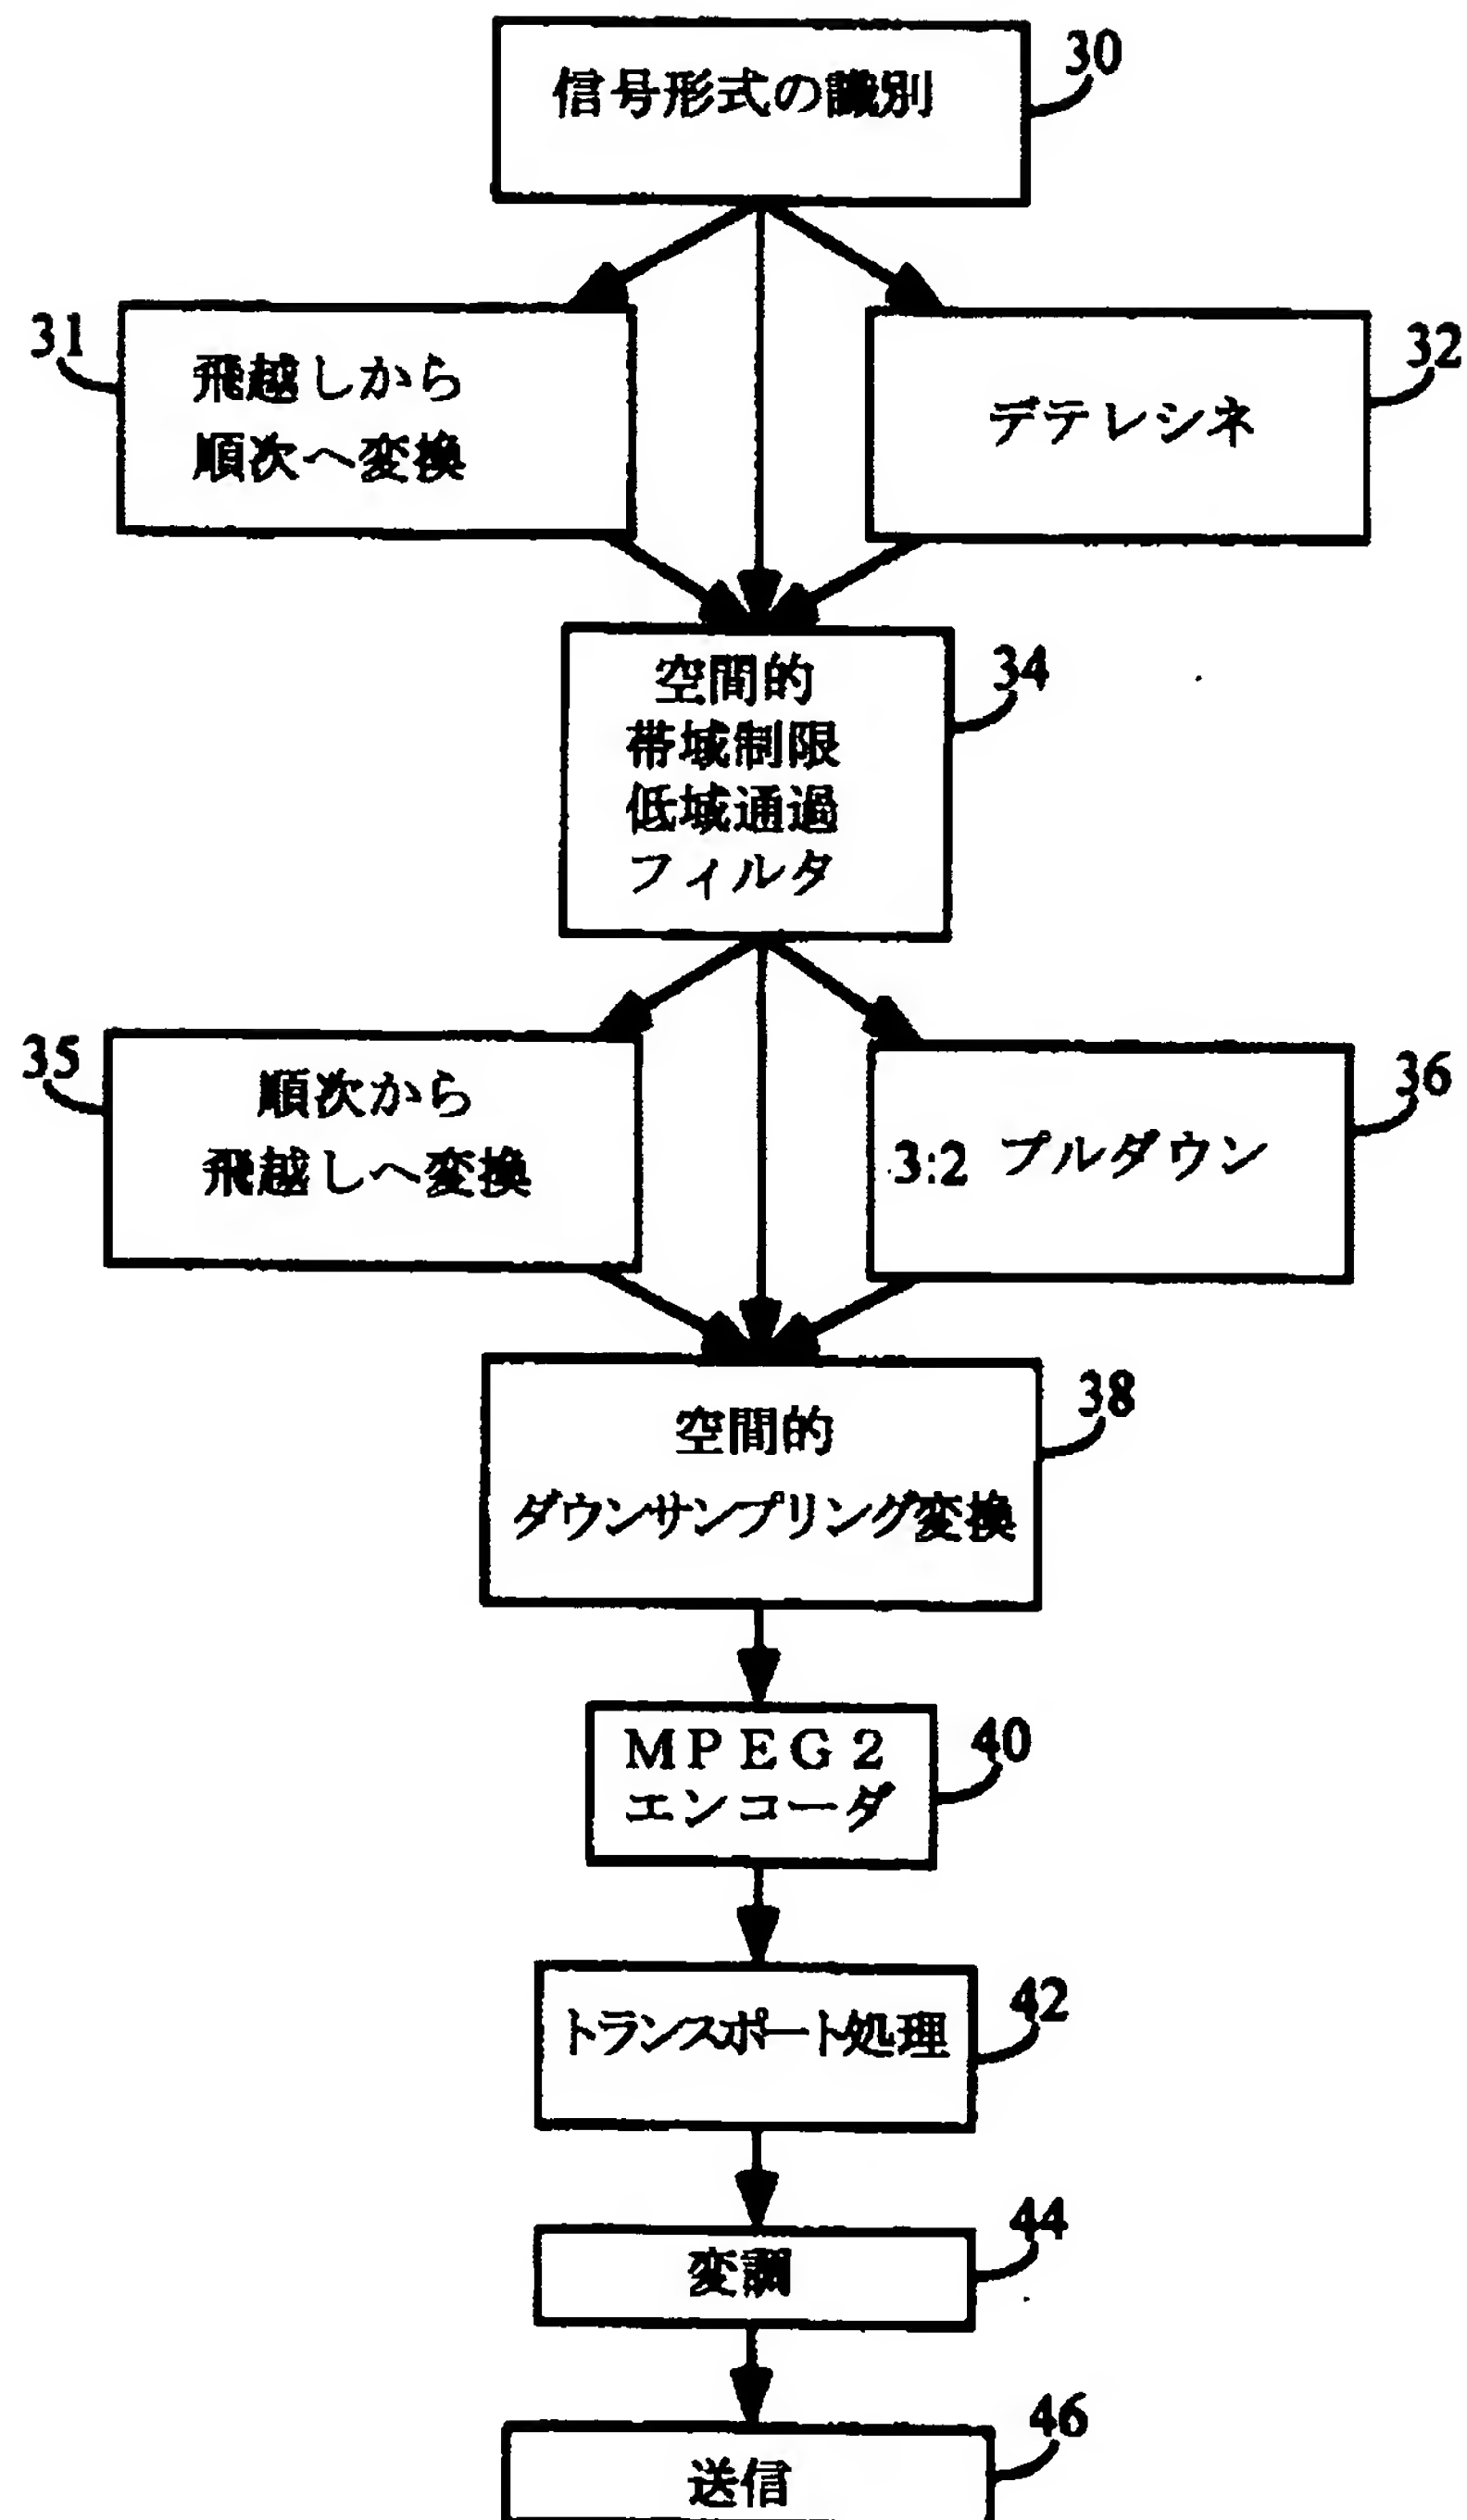 30
信号形式の識別
31
飛越しから
順次へ変換
32
デテレシネ
34
空間的
帯域制限
低域通過
フィルタ
35
順次から
飛越しへ変換
36
3:2 プルダウン
38
空間的
ダウンサンプリング変換
40
MPEG2
エンコーダ
42
トランスポート処理
44
変調
46
送信